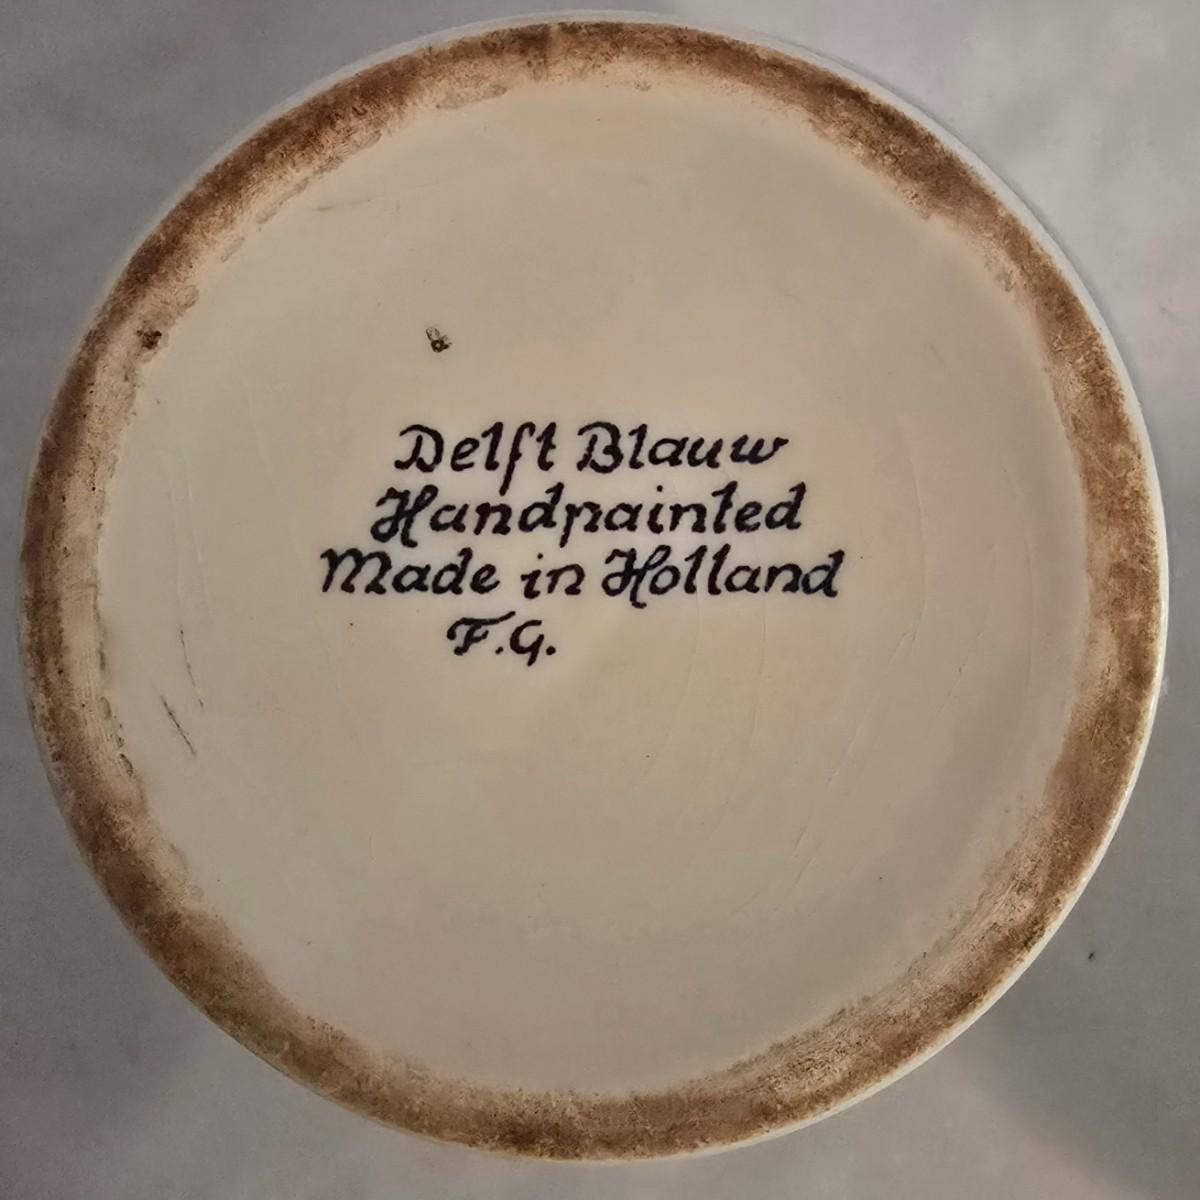 Delft Blauw
Handpainted
Made in Holland
F.G.